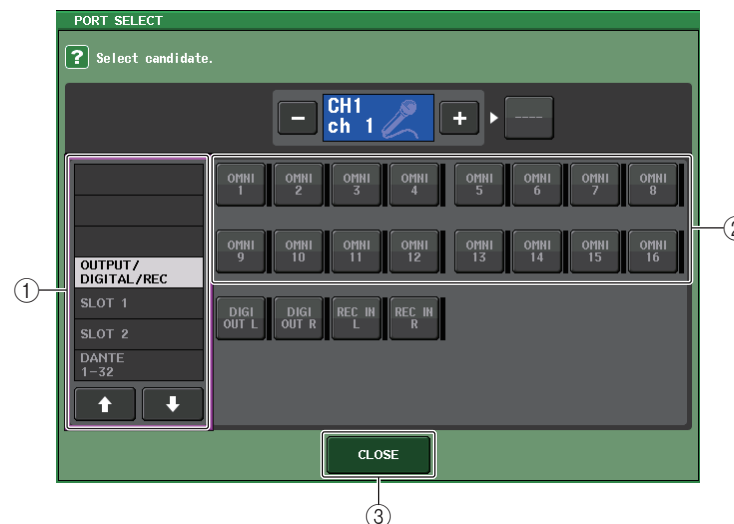 PORT SELECT
? Select candidate.
CH1
ch 1
− +
----
OUTPUT/
DIGITAL/REC
SLOT 1
SLOT 2
DANTE
1-32
OMNI 1 OMNI 2 OMNI 3 OMNI 4 OMNI 5 OMNI 6 OMNI 7 OMNI 8
OMNI 9 OMNI 10 OMNI 11 OMNI 12 OMNI 13 OMNI 14 OMNI 15 OMNI 16
DIGI OUT L DIGI OUT R REC IN L REC IN R
CLOSE
①
②
③